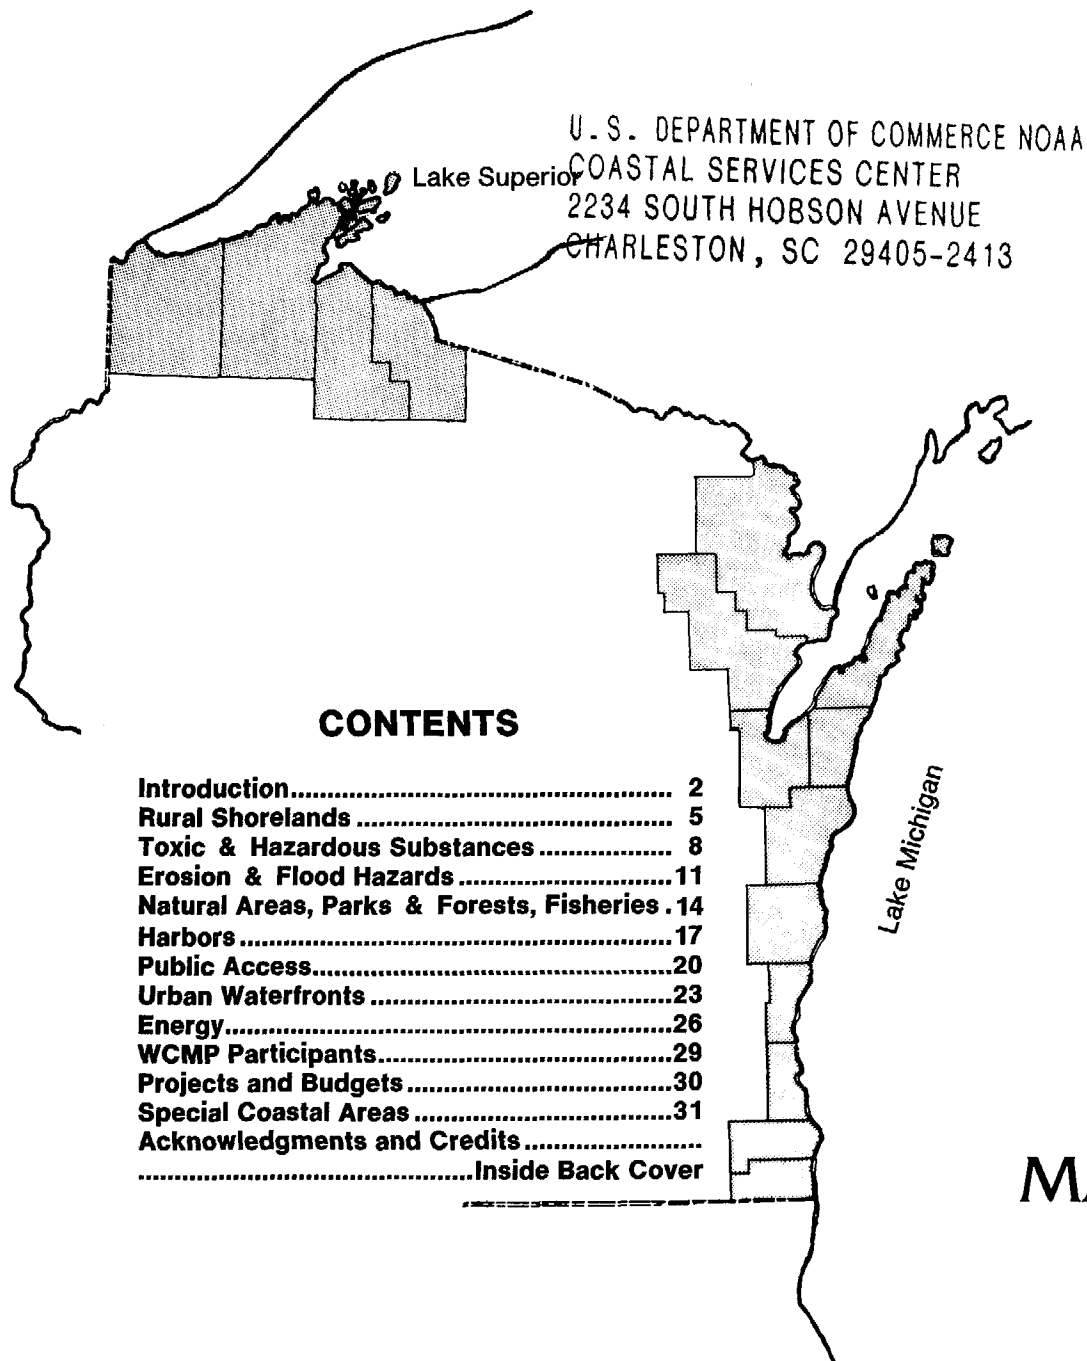 U.S. DEPARTMENT OF COMMERCE NOAA
COASTAL SERVICES CENTER
2234 SOUTH HOBSON AVENUE
CHARLESTON, SC 29405-2413
Lake Superior
Lake Michigan
CONTENTS
Introduction................................................ 2
Rural Shorelands ........................................ 5
Toxic & Hazardous Substances ................. 8
Erosion & Flood Hazards ...........................11
Natural Areas, Parks & Forests, Fisheries .14
Harbors ......................................................17
Public Access.............................................20
Urban Waterfronts ......................................23
Energy.........................................................26
WCMP Participants.....................................29
Projects and Budgets .................................30
Special Coastal Areas ................................31
Acknowledgments and Credits ......................
..........................................Inside Back Cover